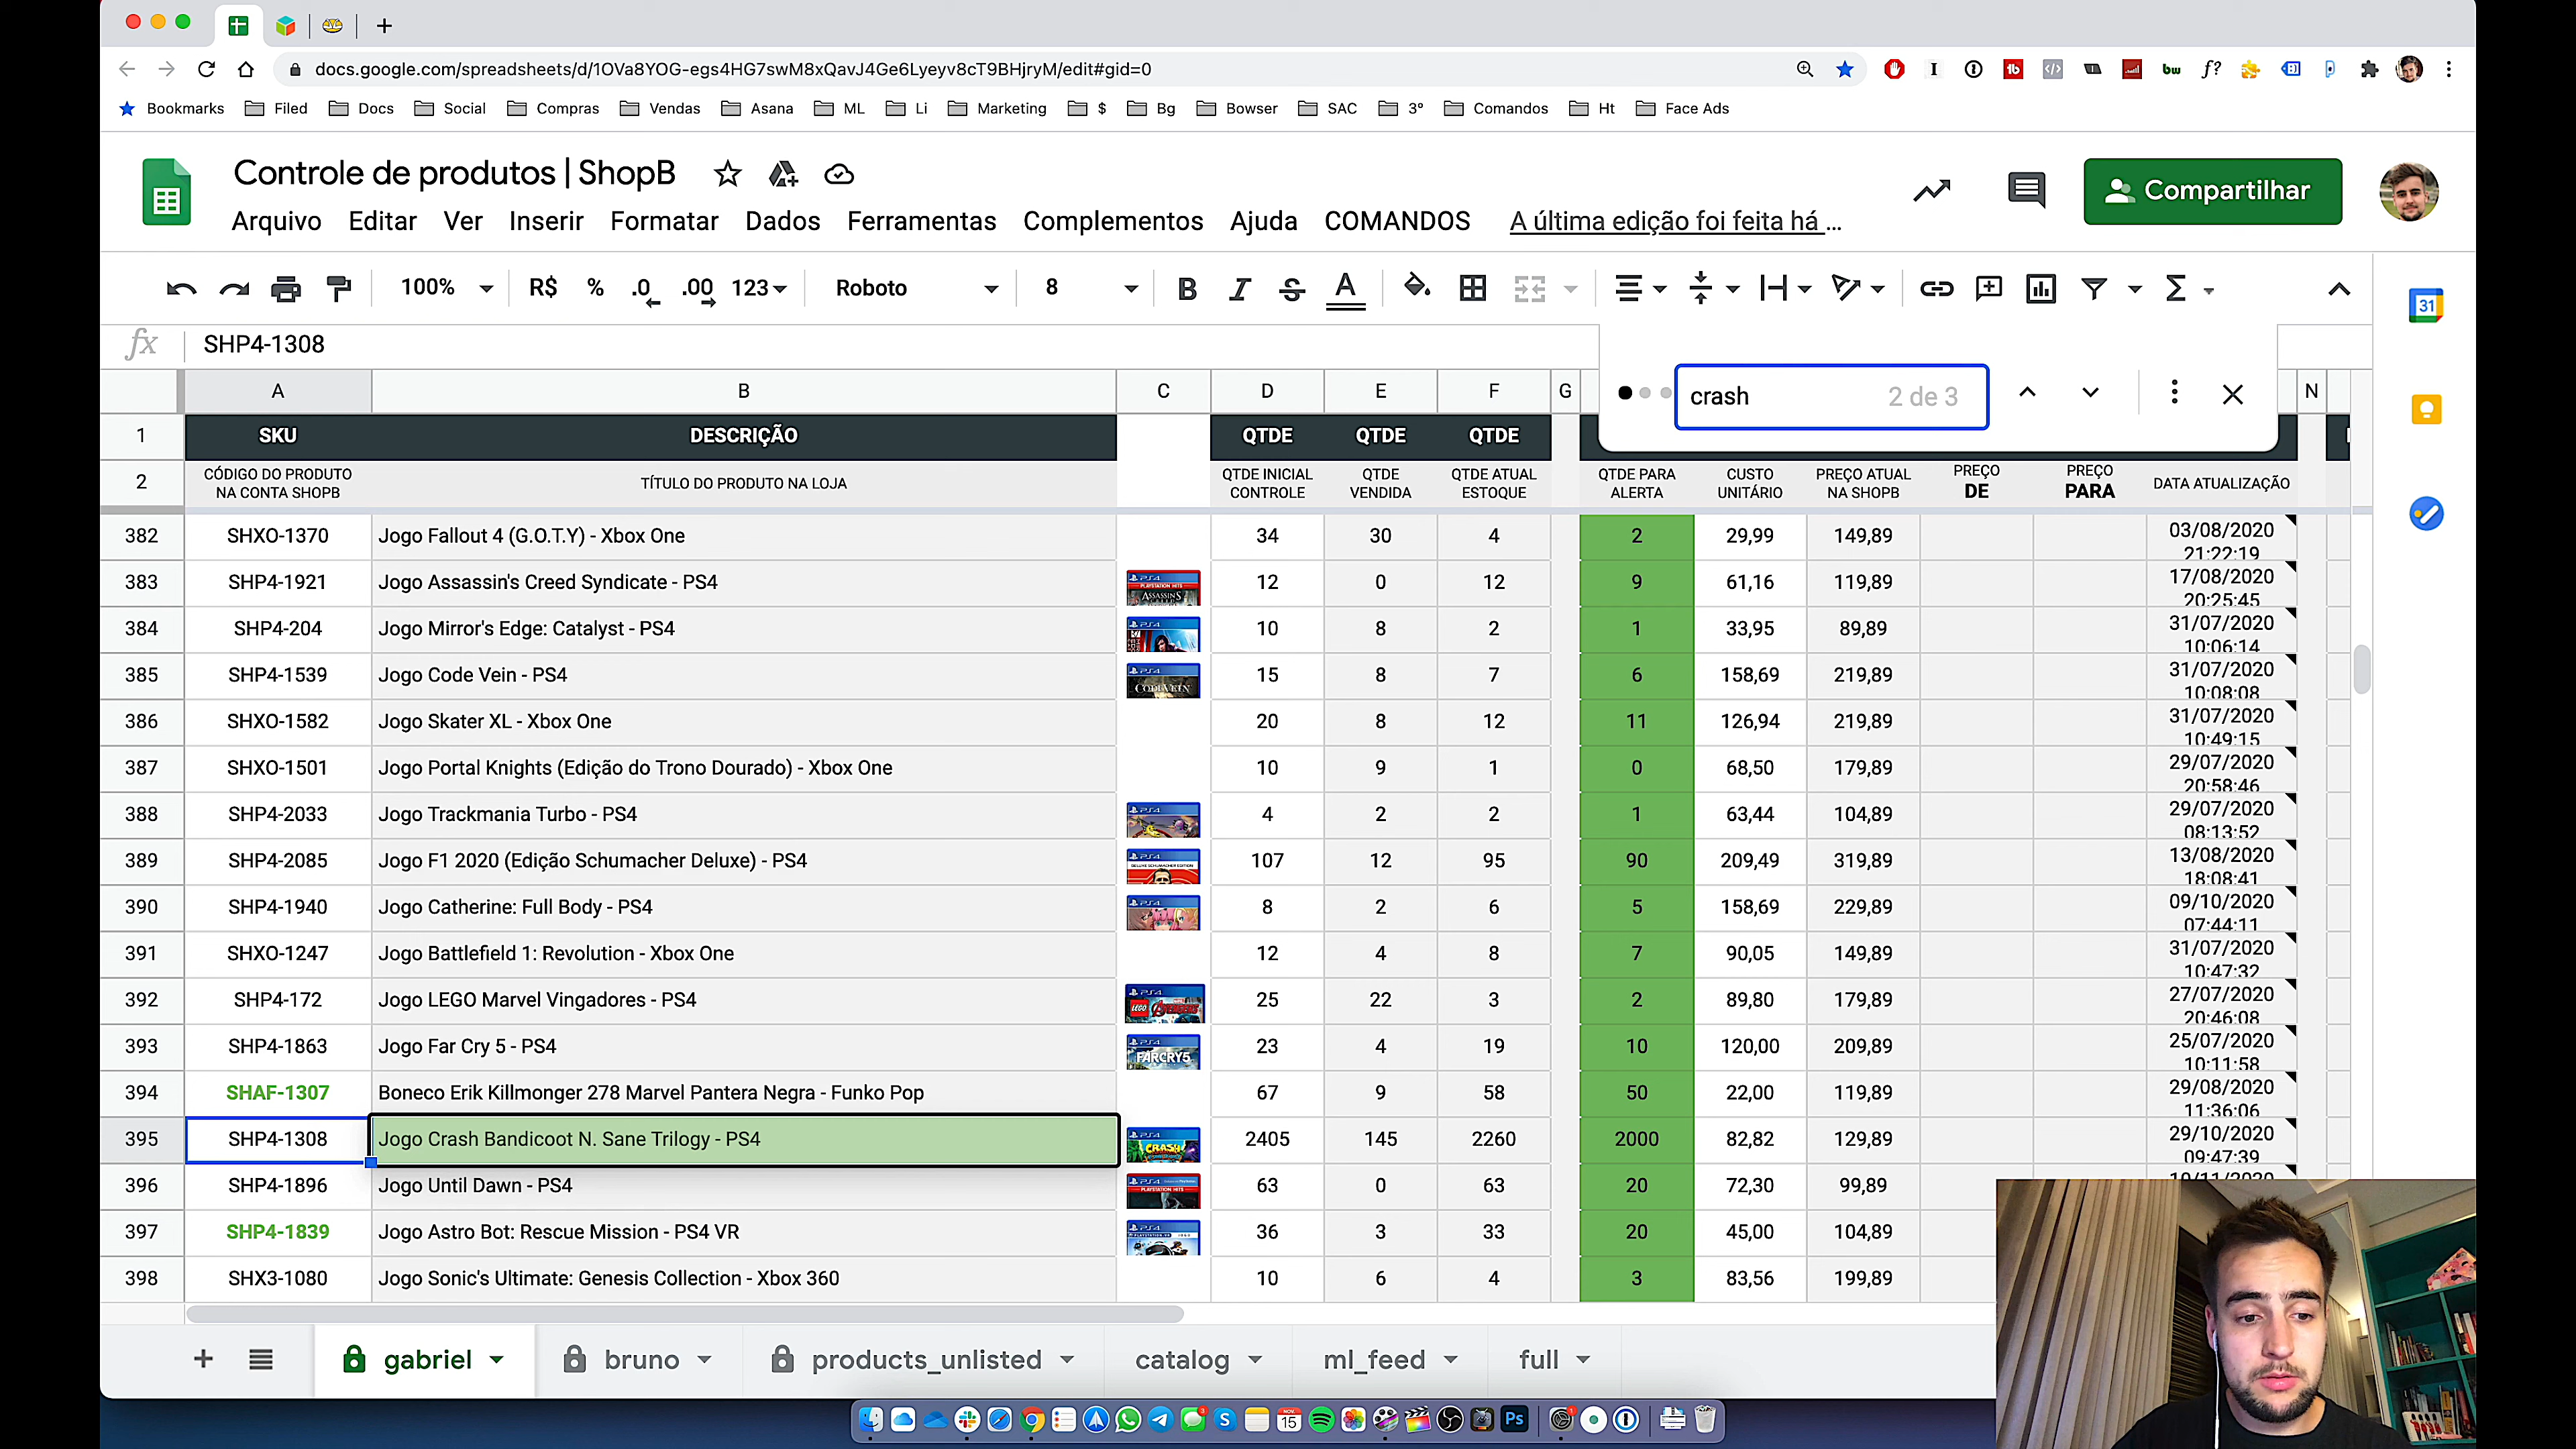 docs.google.com/spreadsheets/d/1OVa8YOG-egs4HG7swM8xQavJ4Ge6Lyeyv8cT9BHjryM/edit#gid=0
Bookmarks Filed Docs Social Compras Vendas Asana ML Li Marketing $ Bg Bowser SAC 3º Comandos Ht Face Ads
Controle de produtos | ShopB
Compartilhar
Arquivo Editar Ver Inserir Formatar Dados Ferramentas Complementos Ajuda COMANDOS A última edição foi feita há ...
100% R$ % .0 .00 123 Roboto 8 B I S A
31
fx SHP4-1308
crash 2 de 3
A B C D E F G N
1 SKU DESCRIÇÃO QTDE QTDE QTDE
2 CÓDIGO DO PRODUTO NA CONTA SHOPB TÍTULO DO PRODUTO NA LOJA QTDE INICIAL CONTROLE QTDE VENDIDA QTDE ATUAL ESTOQUE QTDE PARA ALERTA CUSTO UNITÁRIO PREÇO ATUAL NA SHOPB PREÇO DE PREÇO PARA DATA ATUALIZAÇÃO
382 SHXO-1370 Jogo Fallout 4 (G.O.T.Y) - Xbox One 34 30 4 2 29,99 149,89 03/08/2020 21:22:19
383 SHP4-1921 Jogo Assassin's Creed Syndicate - PS4 12 0 12 9 61,16 119,89 17/08/2020 20:25:45
384 SHP4-204 Jogo Mirror's Edge: Catalyst - PS4 10 8 2 1 33,95 89,89 31/07/2020 10:06:14
385 SHP4-1539 Jogo Code Vein - PS4 15 8 7 6 158,69 219,89 31/07/2020 10:08:08
386 SHXO-1582 Jogo Skater XL - Xbox One 20 8 12 11 126,94 219,89 31/07/2020 10:49:15
387 SHXO-1501 Jogo Portal Knights (Edição do Trono Dourado) - Xbox One 10 9 1 0 68,50 179,89 29/07/2020 20:58:46
388 SHP4-2033 Jogo Trackmania Turbo - PS4 4 2 2 1 63,44 104,89 29/07/2020 08:13:52
389 SHP4-2085 Jogo F1 2020 (Edição Schumacher Deluxe) - PS4 107 12 95 90 209,49 319,89 13/08/2020 18:08:41
390 SHP4-1940 Jogo Catherine: Full Body - PS4 8 2 6 5 158,69 229,89 09/10/2020 07:44:11
391 SHXO-1247 Jogo Battlefield 1: Revolution - Xbox One 12 4 8 7 90,05 149,89 31/07/2020 10:47:32
392 SHP4-172 Jogo LEGO Marvel Vingadores - PS4 25 22 3 2 89,80 179,89 27/07/2020 20:46:08
393 SHP4-1863 Jogo Far Cry 5 - PS4 FARCRY5 23 4 19 10 120,00 209,89 25/07/2020 10:11:58
394 SHAF-1307 Boneco Erik Killmonger 278 Marvel Pantera Negra - Funko Pop 67 9 58 50 22,00 119,89 29/08/2020 11:36:06
395 SHP4-1308 Jogo Crash Bandicoot N. Sane Trilogy - PS4 CRASH 2405 145 2260 2000 82,82 129,89 29/10/2020 09:47:39
396 SHP4-1896 Jogo Until Dawn - PS4 63 0 63 20 72,30 99,89
397 SHP4-1839 Jogo Astro Bot: Rescue Mission - PS4 VR 36 3 33 20 45,00 104,89
398 SHX3-1080 Jogo Sonic's Ultimate: Genesis Collection - Xbox 360 10 6 4 3 83,56 199,89
gabriel bruno products_unlisted catalog ml_feed full
NOV. 15 Ps